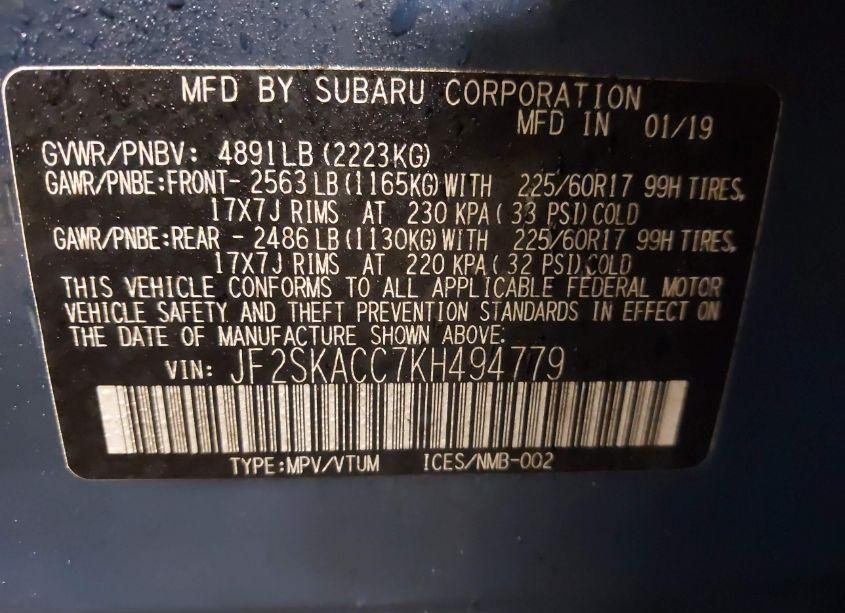 MFD BY SUBARU CORPORATION
MFD IN 01/19
GVWR/PNBV: 4891LB (2223KG)
GAWR/PNBE:FRONT- 2563LB (1165KG) WITH 225/60R17 99H TIRES,
17X7J RIMS AT 230 KPA( 33 PSI) COLD
GAWR/PNBE:REAR - 2486LB (1130KG) WITH 225/60R17 99H TIRES,
17X7J RIMS AT 220 KPA( 32 PSI) COLD
THIS VEHICLE CONFORMS TO ALL APPLICABLE FEDERAL MOTOR
VEHICLE SAFETY AND THEFT PREVENTION STANDARDS IN EFFECT ON
THE DATE OF MANUFACTURE SHOWN ABOVE:
VIN: JF2SKACC7KH494779
TYPE:MPV/VTUM ICES/NMB-002